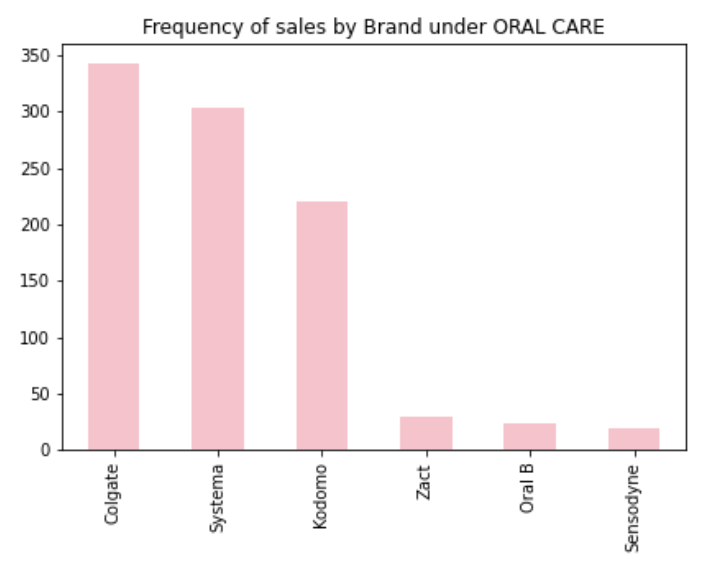 Frequency of sales by Brand under ORAL CARE
350
300
250
200
150
100
50
0
Colgate
Systema
Kodomo
Zact
Oral B
Sensodyne